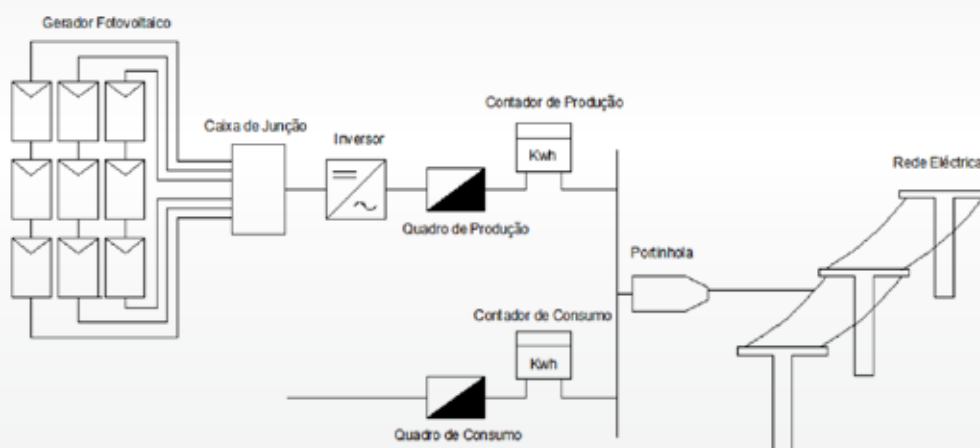 Gerador Fotovoltaico
Contador de Produção
Caixa de Junção
Inversor
Kwh
Rede Eléctrica
Quadro de Produção
Portinhola
Contador de Consumo
Kwh
Quadro de Consumo